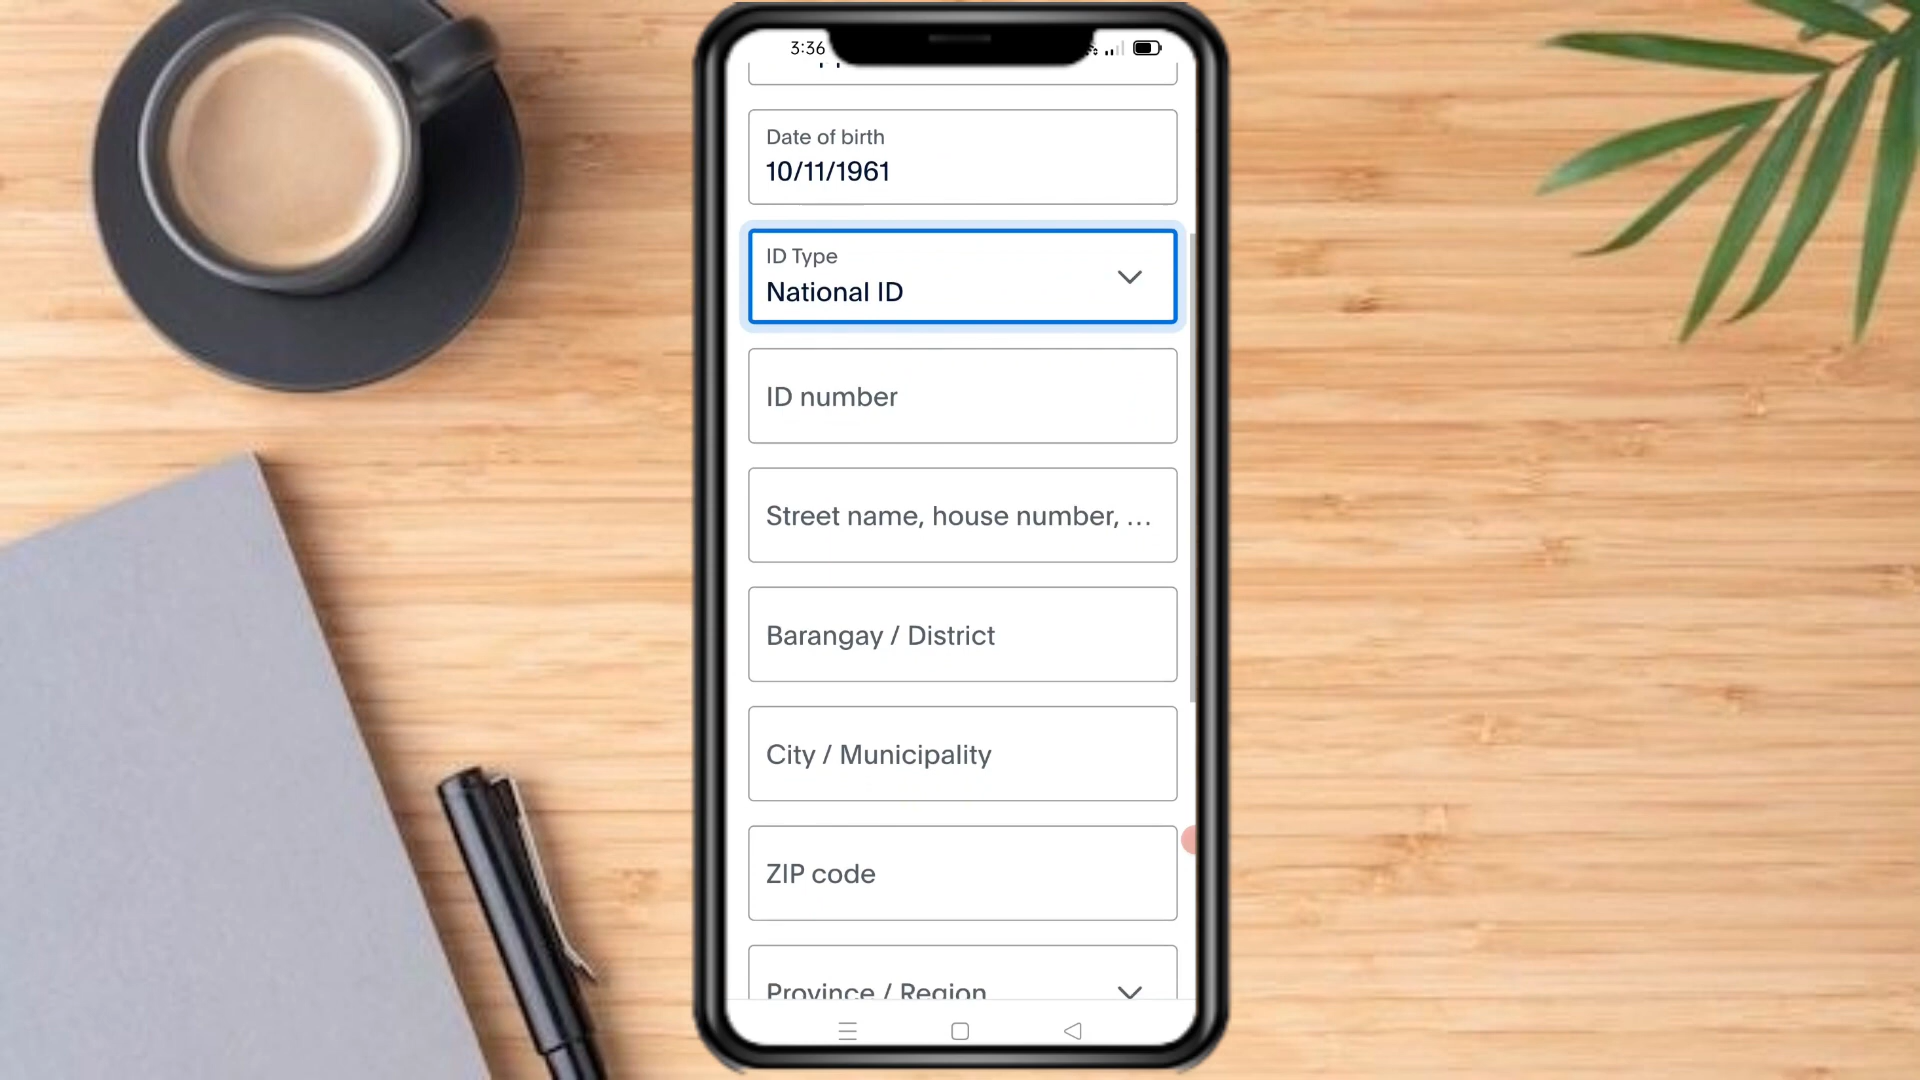 3:36
Date of birth
10/11/1961
ID Type
National ID
ID number
Street name, house number, ...
Barangay / District
City / Municipality
ZIP code
Province / Region